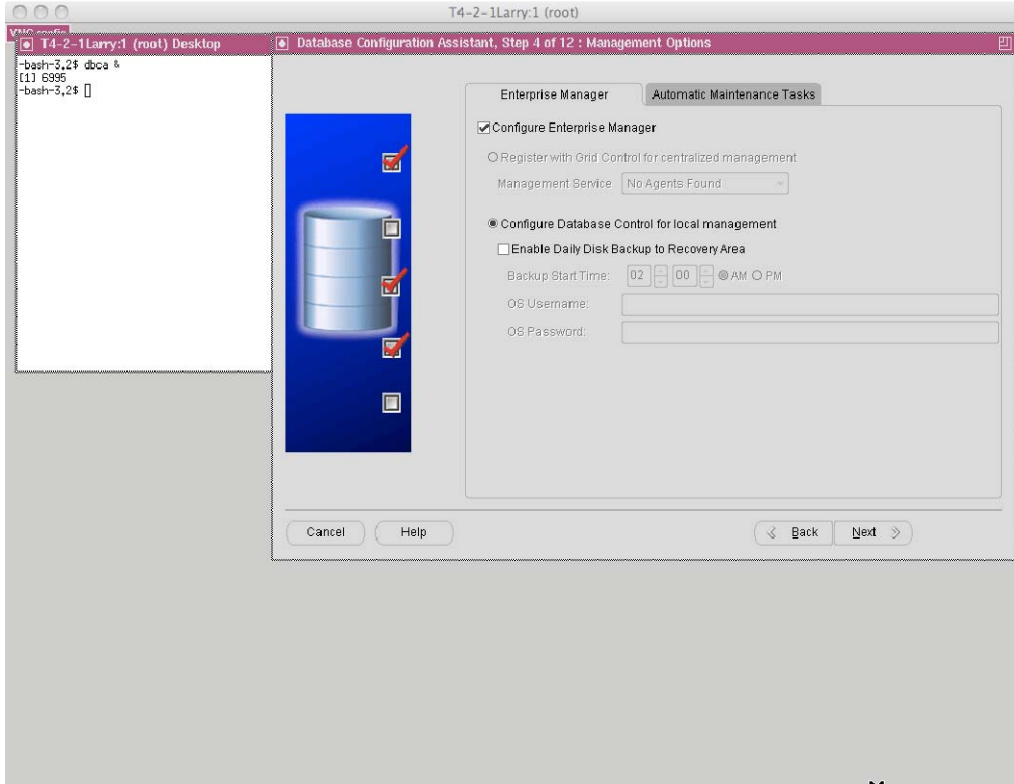 T4-2-1Larry:1 (root)
VNC config
T4-2-1Larry:1 (root) Desktop
-bash-3.2$ dbca &
[1] 6995
-bash-3.2$
Database Configuration Assistant, Step 4 of 12 : Management Options
Enterprise Manager
Automatic Maintenance Tasks
Configure Enterprise Manager
Register with Grid Control for centralized management
Management Service No Agents Found
Configure Database Control for local management
Enable Daily Disk Backup to Recovery Area
Backup Start Time: 02 00 AM PM
OS Username:
OS Password:
Cancel Help Back Next